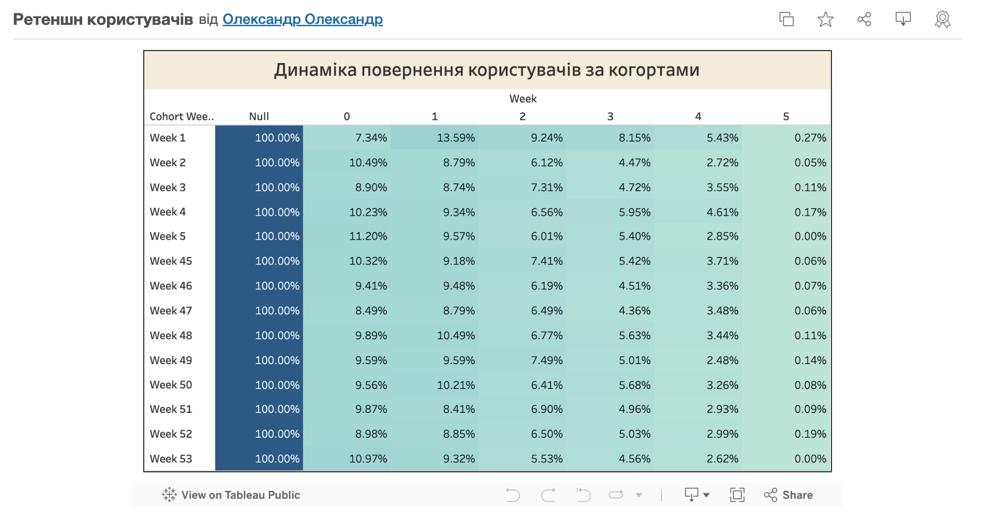 Ретеншн користувачів від Олександр Олександр
Динаміка повернення користувачів за когортами
Week
Cohort Wee.. Null 0 1 2 3 4 5
Week 1 100.00% 7.34% 13.59% 9.24% 8.15% 5.43% 0.27%
Week 2 100.00% 10.49% 8.79% 6.12% 4.47% 2.72% 0.05%
Week 3 100.00% 8.90% 8.74% 7.31% 4.72% 3.55% 0.11%
Week 4 100.00% 10.23% 9.34% 6.56% 5.95% 4.61% 0.17%
Week 5 100.00% 11.20% 9.57% 6.01% 5.40% 2.85% 0.00%
Week 45 100.00% 10.32% 9.18% 7.41% 5.42% 3.71% 0.06%
Week 46 100.00% 9.41% 9.48% 6.19% 4.51% 3.36% 0.07%
Week 47 100.00% 8.49% 8.79% 6.49% 4.36% 3.48% 0.06%
Week 48 100.00% 9.89% 10.49% 6.77% 5.63% 3.44% 0.11%
Week 49 100.00% 9.59% 9.59% 7.49% 5.01% 2.48% 0.14%
Week 50 100.00% 9.56% 10.21% 6.41% 5.68% 3.26% 0.08%
Week 51 100.00% 9.87% 8.41% 6.90% 4.96% 2.93% 0.09%
Week 52 100.00% 8.98% 8.85% 6.50% 5.03% 2.99% 0.19%
Week 53 100.00% 10.97% 9.32% 5.53% 4.56% 2.62% 0.00%
View on Tableau Public Share